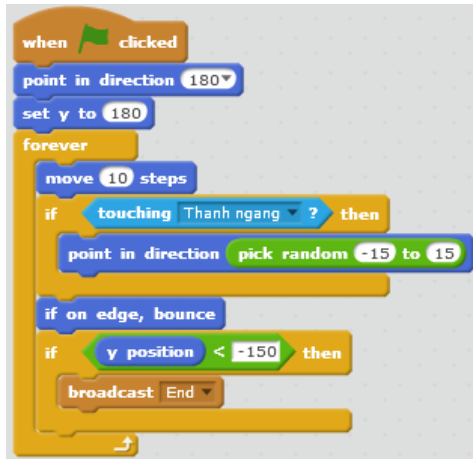 when clicked
point in direction 180
set y to 180
forever
move 10 steps
if touching Thanh ngang ? then
point in direction pick random -15 to 15
if on edge, bounce
if y position < -150 then
broadcast End